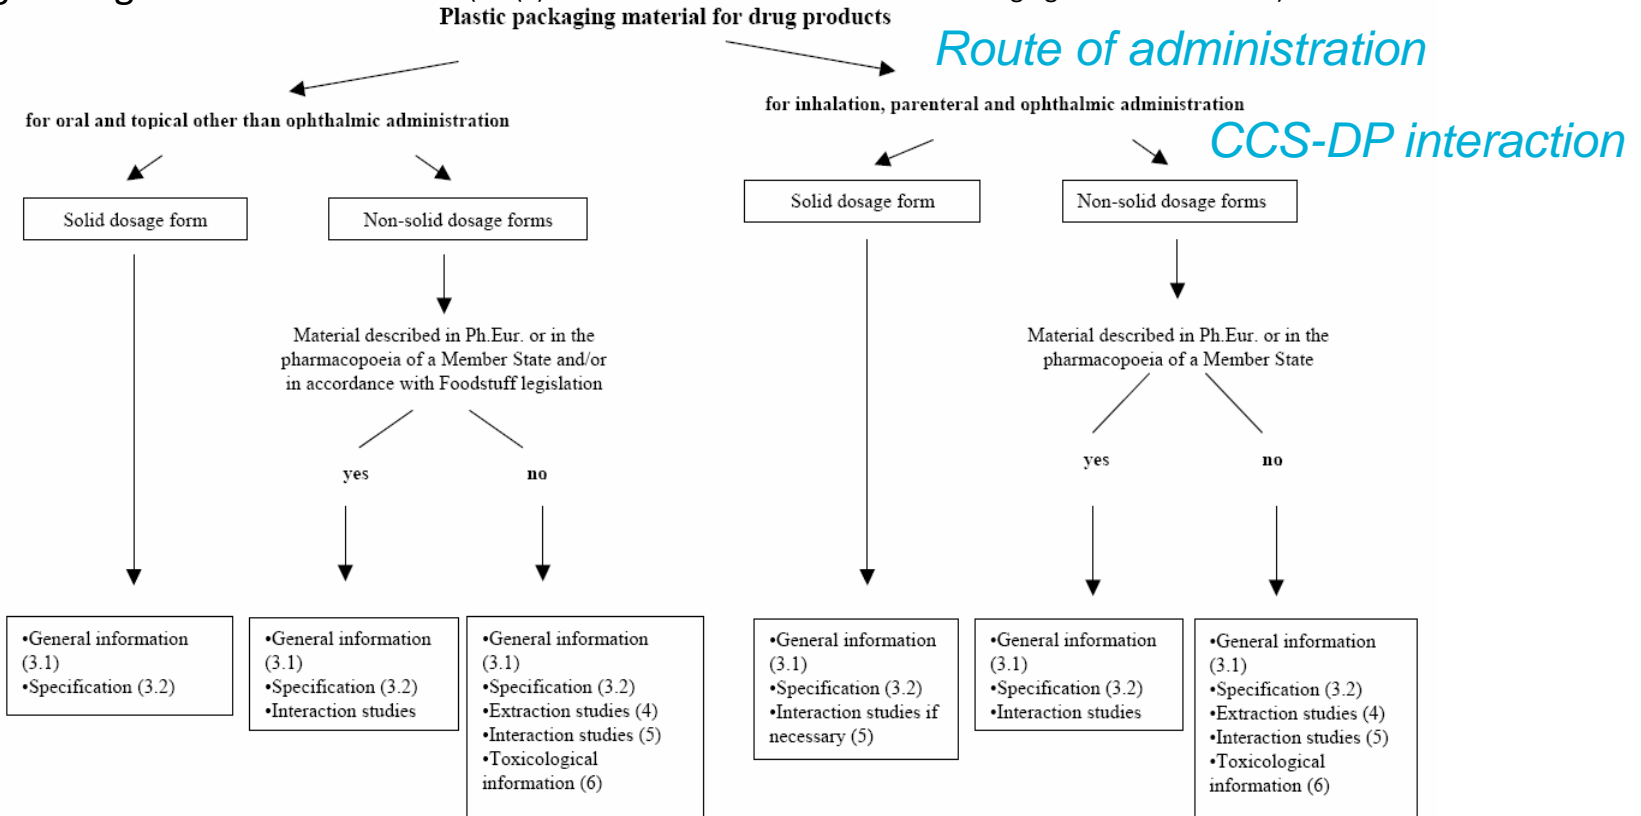 Plastic packaging material for drug products
Route of administration
for oral and topical other than ophthalmic administration
for inhalation, parenteral and ophthalmic administration
CCS-DP interaction
Solid dosage form
Non-solid dosage forms
Solid dosage form
Non-solid dosage forms
Material described in Ph.Eur. or in the
pharmacopoeia of a Member State and/or
in accordance with Foodstuff legislation
Material described in Ph.Eur. or in the
pharmacopoeia of a Member State
yes
no
yes
no
•General information
(3.1)
•Specification (3.2)
•General information
(3.1)
•Specification (3.2)
•Interaction studies
•General information
(3.1)
•Specification (3.2)
•Extraction studies (4)
•Interaction studies (5)
•Toxicological
information (6)
•General information
(3.1)
•Specification (3.2)
•Interaction studies if
necessary (5)
•General information
(3.1)
•Specification (3.2)
•Interaction studies
•General information
(3.1)
•Specification (3.2)
•Extraction studies (4)
•Interaction studies (5)
•Toxicological
information (6)